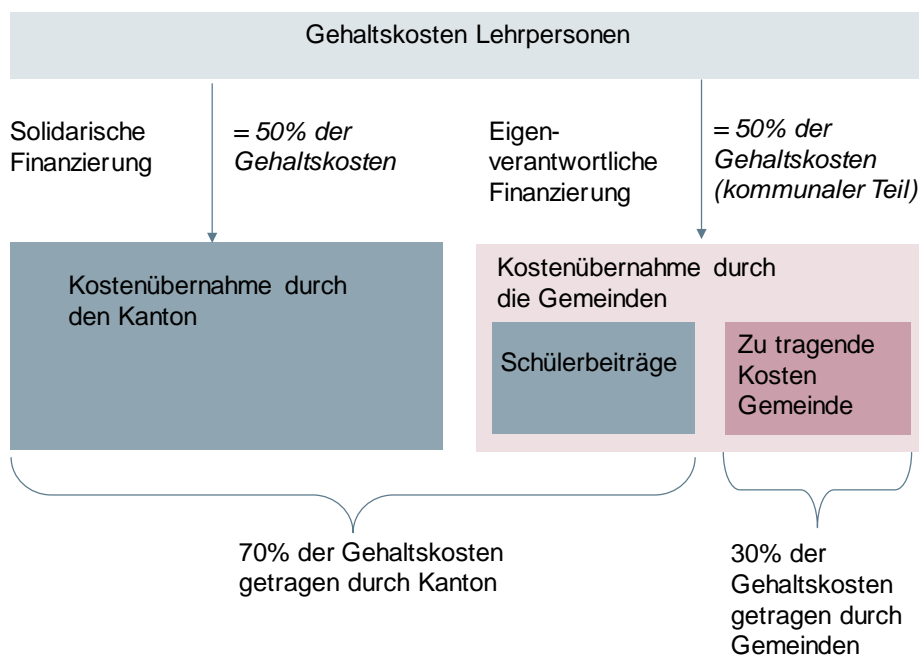 Gehaltskosten Lehrpersonen
Solidarische
Finanzierung
= 50% der
Gehaltskosten
Eigen-
verantwortliche
Finanzierung
= 50% der
Gehaltskosten
(kommunaler Teil)
Kostenübernahme durch
den Kanton
Kostenübernahme durch
die Gemeinden
Schülerbeiträge
Zu tragende
Kosten
Gemeinde
70% der Gehaltskosten
getragen durch Kanton
30% der
Gehaltskosten
getragen durch
Gemeinden